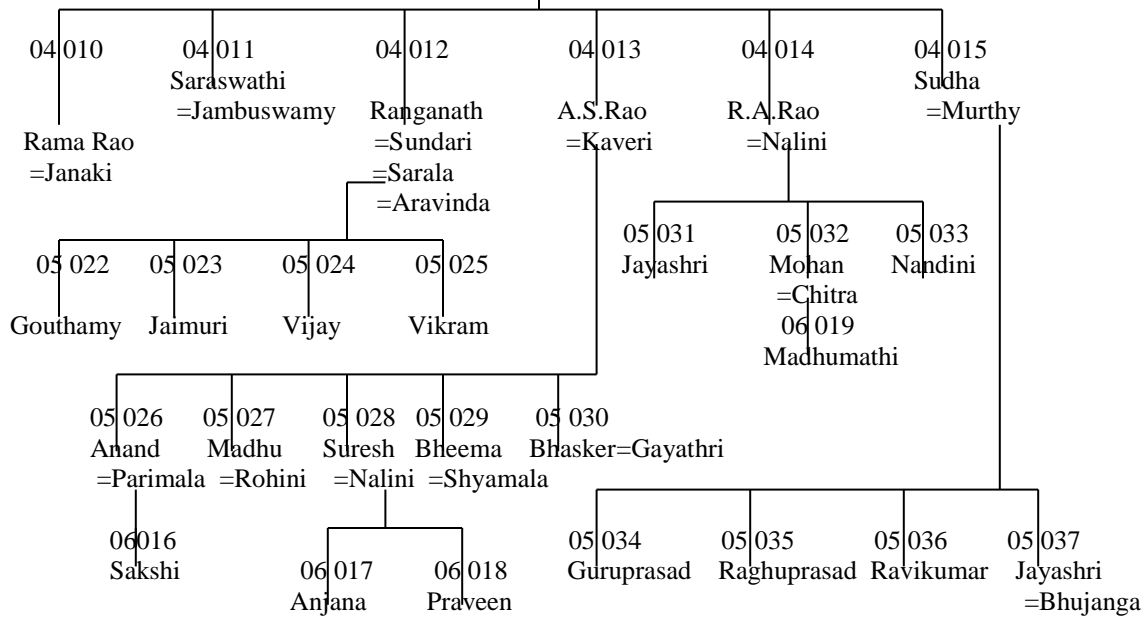 04 010 04 011 04 012 04 013 04 014 04 015
Saraswathi Sudha
=Jambuswamy Ranganath A.S.Rao R.A.Rao =Murthy
Rama Rao =Sundari =Kaveri =Nalini
=Janaki =Sarala
=Aravinda
05 031 05 032 05 033
05 022 05 023 05 024 05 025 Jayashri Mohan Nandini
=Chitra
Gouthamy Jaimuri Vijay Vikram 06 019
Madhumathi
05 026 05 027 05 028 05 029 05 030
Anand Madhu Suresh Bheema Bhasker=Gayathri
=Parimala =Rohini =Nalini =Shyamala
06016 05 034 05 035 05 036 05 037
Sakshi 06 017 06 018 Guruprasad Raghuprasad Ravikumar Jayashri
Anjana Praveen =Bhujanga